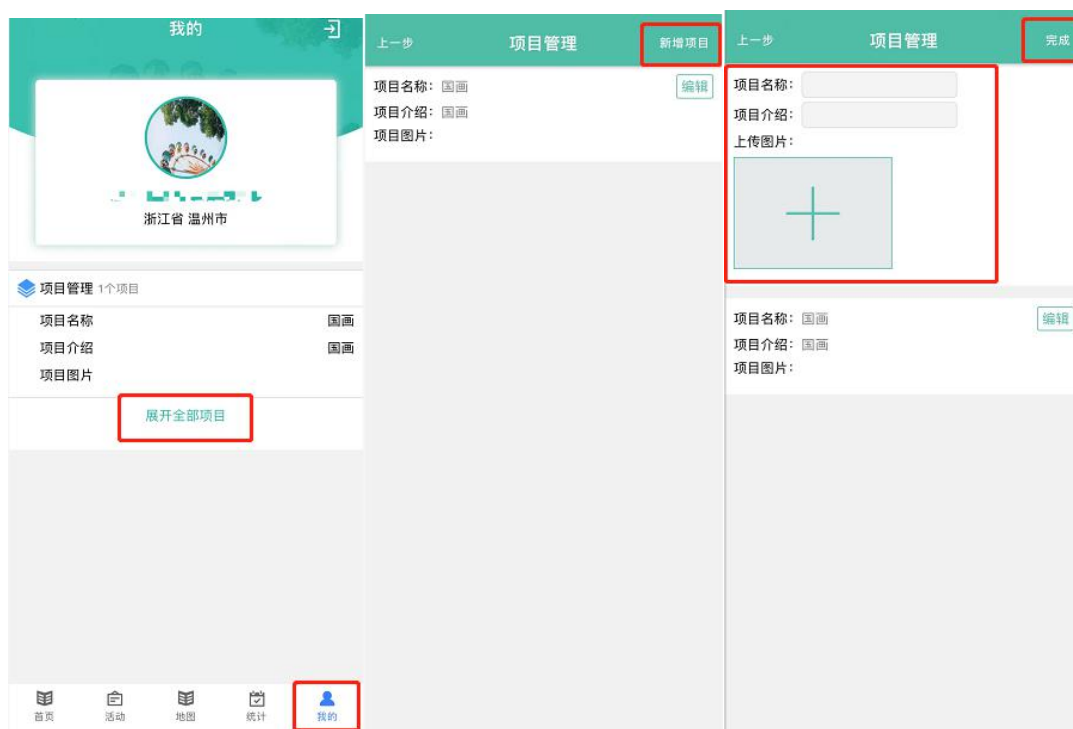 我的
浙江省 温州市
项目管理 1个项目
项目名称 国画
项目介绍 国画
项目图片
展开全部项目
首页 活动 地图 统计 我的
上一步 项目管理 新增项目
项目名称：国画 编辑
项目介绍：国画
项目图片：
上一步 项目管理 完成
项目名称：
项目介绍：
上传图片：
项目名称：国画 编辑
项目介绍：国画
项目图片：